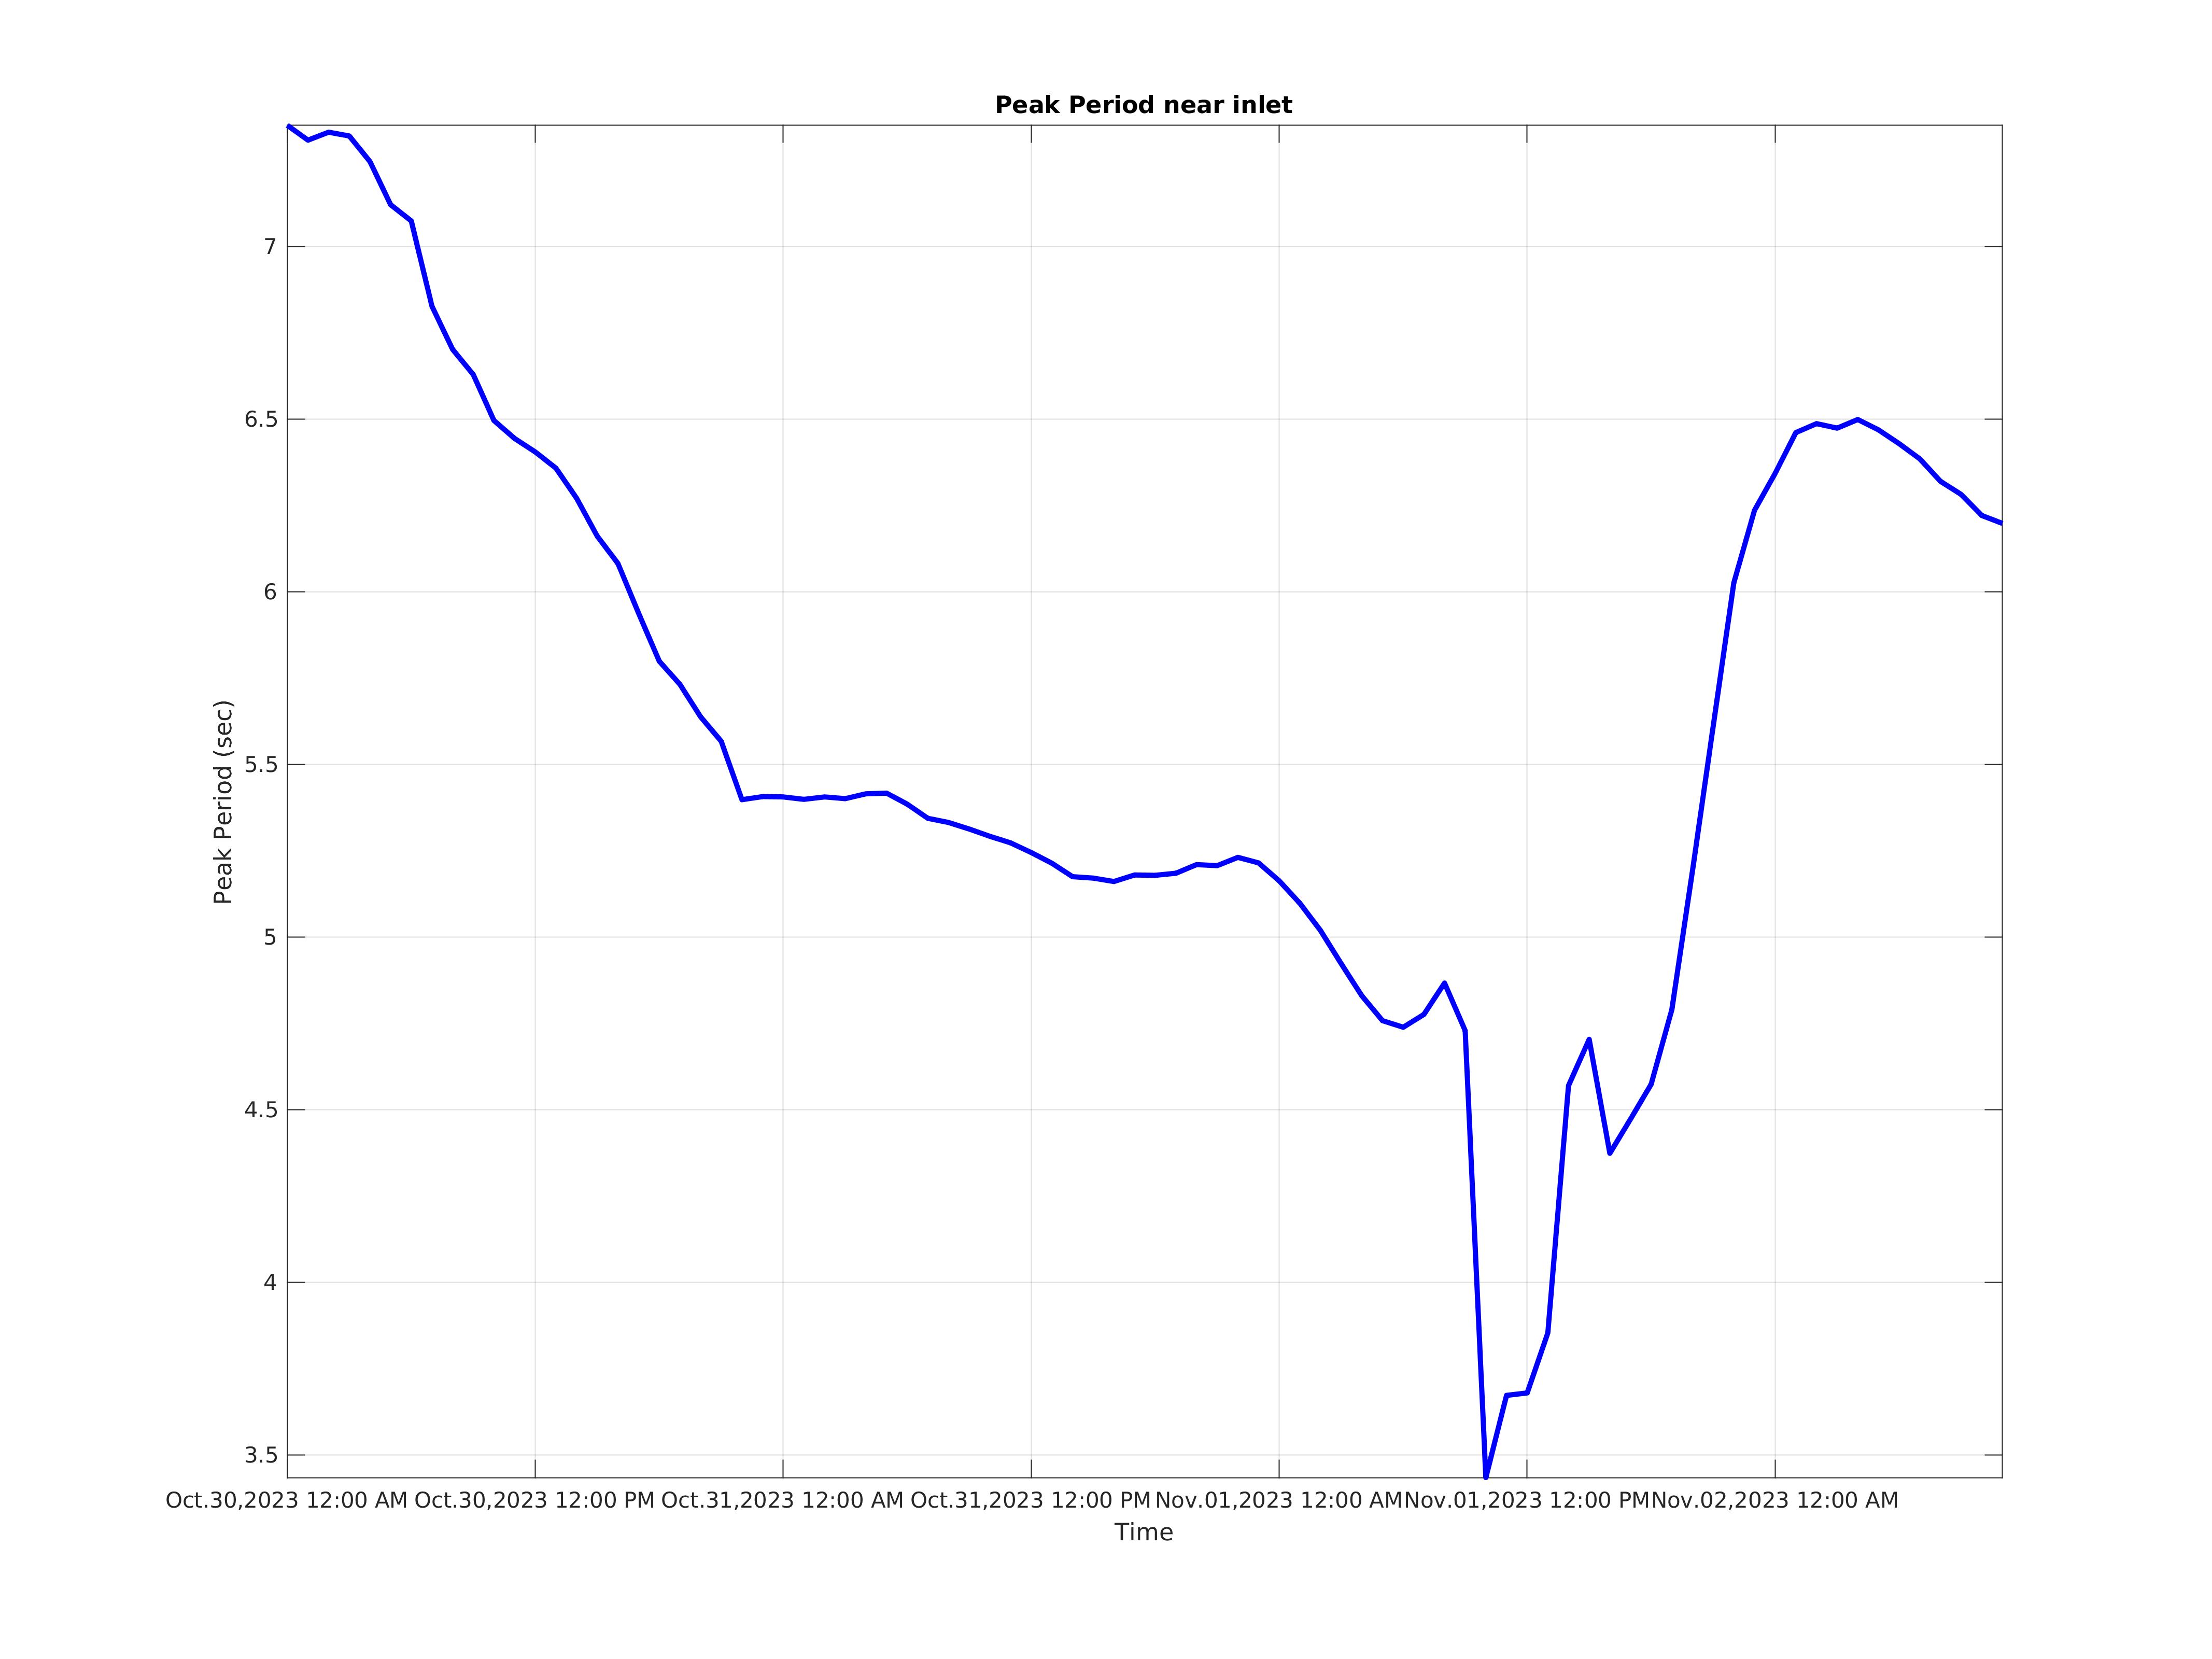 Peak Period near inlet
7
6.5
6
5.5
5
4.5
4
3.5
Peak Period (sec)
Oct.30,2023 12:00 AM Oct.30,2023 12:00 PM Oct.31,2023 12:00 AM Oct.31,2023 12:00 PM Nov.01,2023 12:00 AM Nov.01,2023 12:00 PM Nov.02,2023 12:00 AM
Time